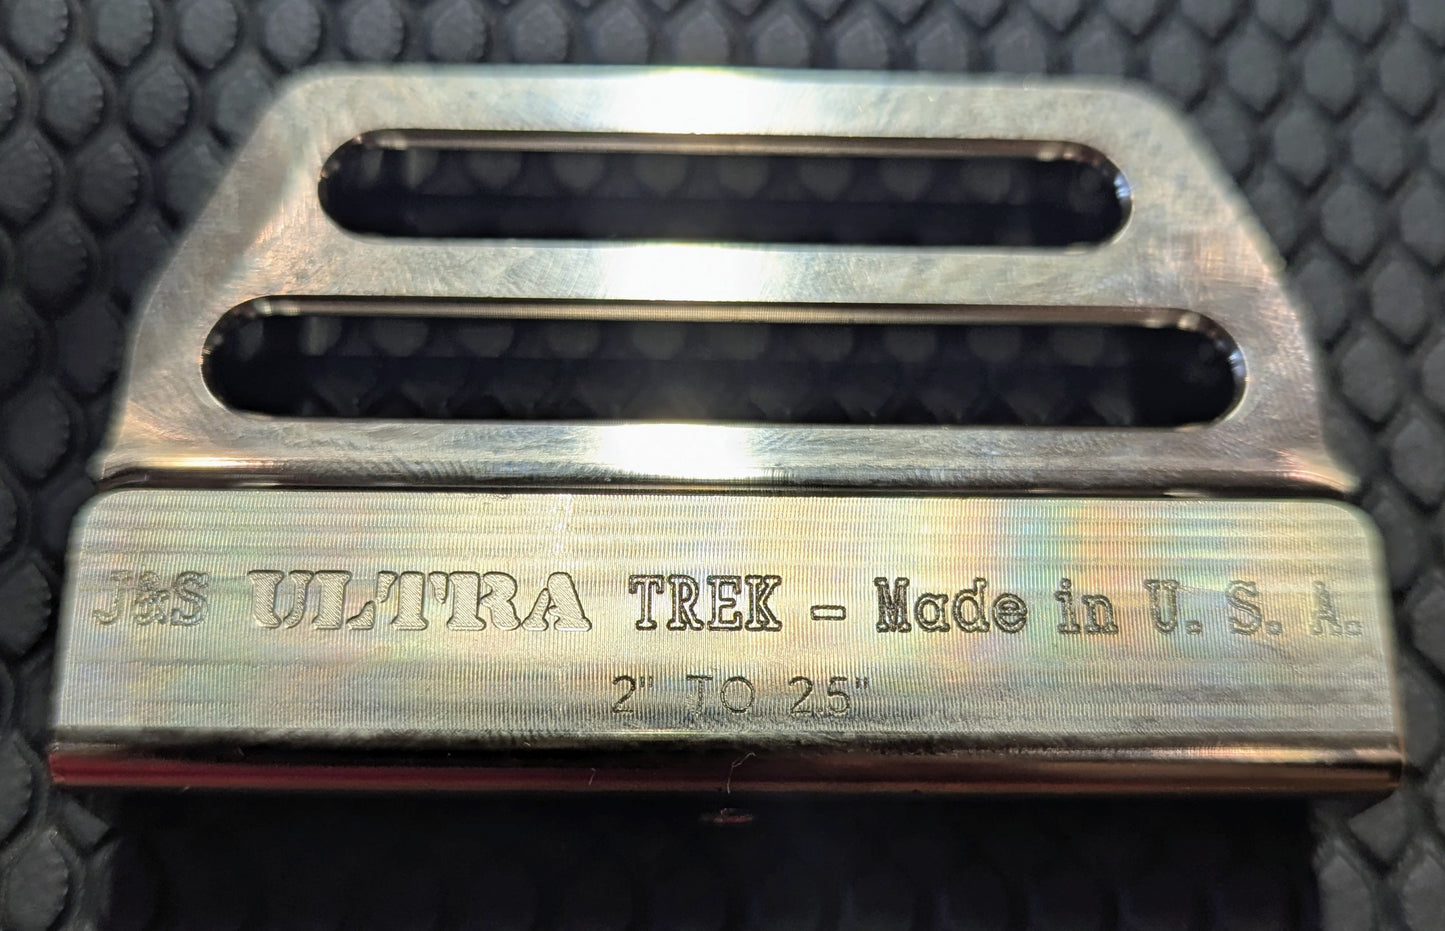 J&S ULTRA TREK - Made in U. S. A.
2" TO 2.5"